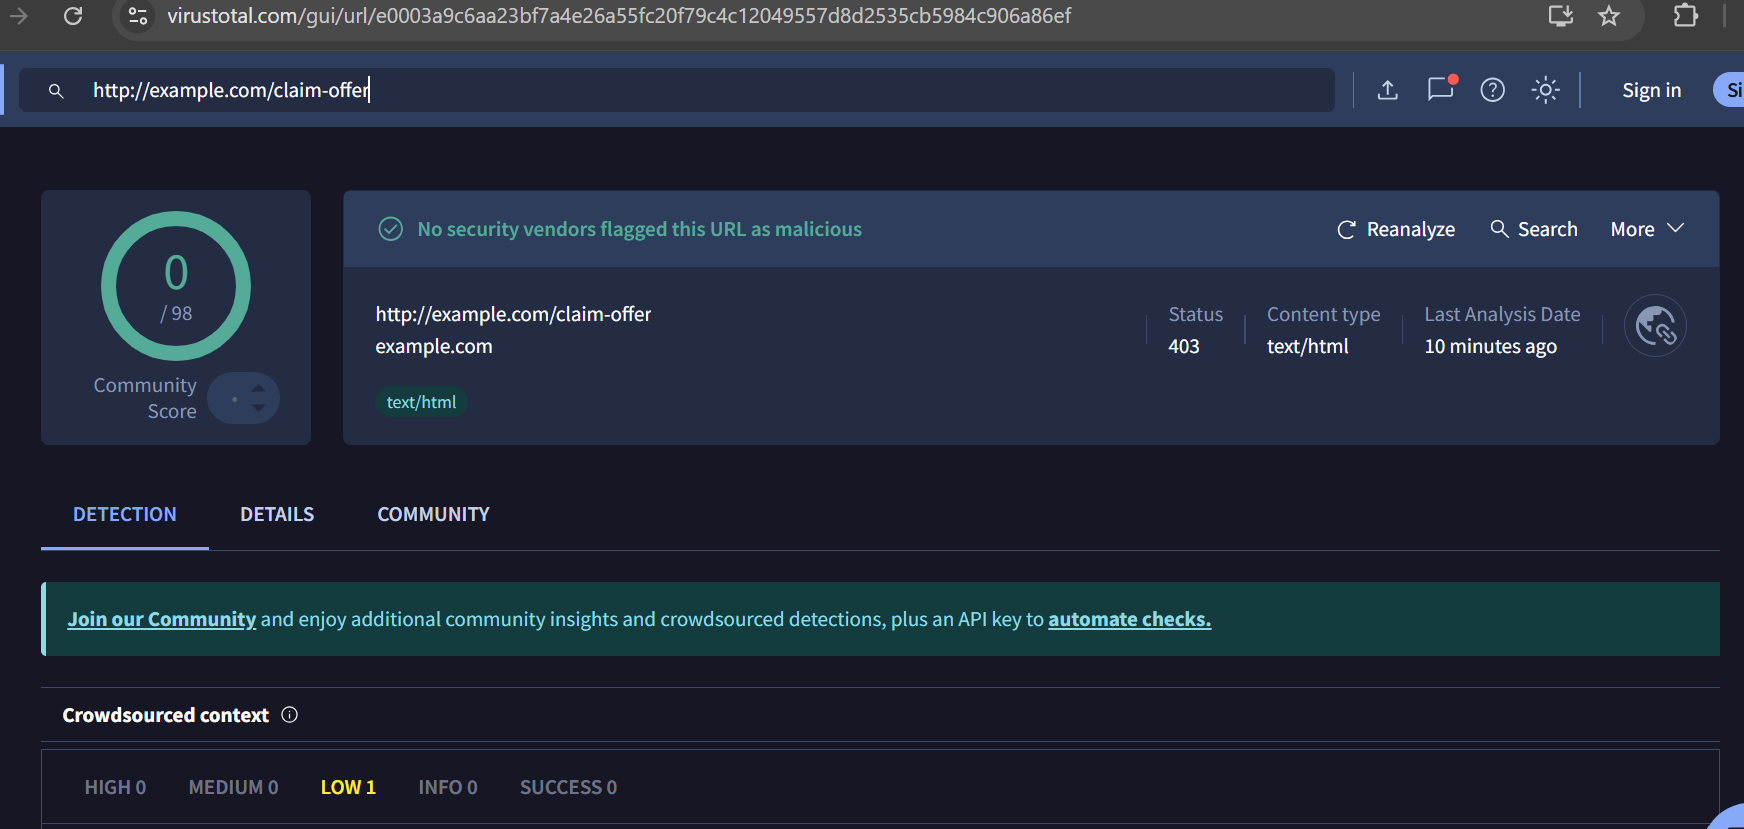 virustotal.com/gui/url/e0003a9c6aa23bf7a4e26a55fc20f79c4c12049557d8d2535cb5984c906a86ef
http://example.com/claim-offer
Sign in
Si
0
/ 98
Community
Score
No security vendors flagged this URL as malicious
Reanalyze
Search
More
http://example.com/claim-offer
example.com
text/html
Status
403
Content type
text/html
Last Analysis Date
10 minutes ago
DETECTION
DETAILS
COMMUNITY
Join our Community and enjoy additional community insights and crowdsourced detections, plus an API key to automate checks.
Crowdsourced context
HIGH 0
MEDIUM 0
LOW 1
INFO 0
SUCCESS 0